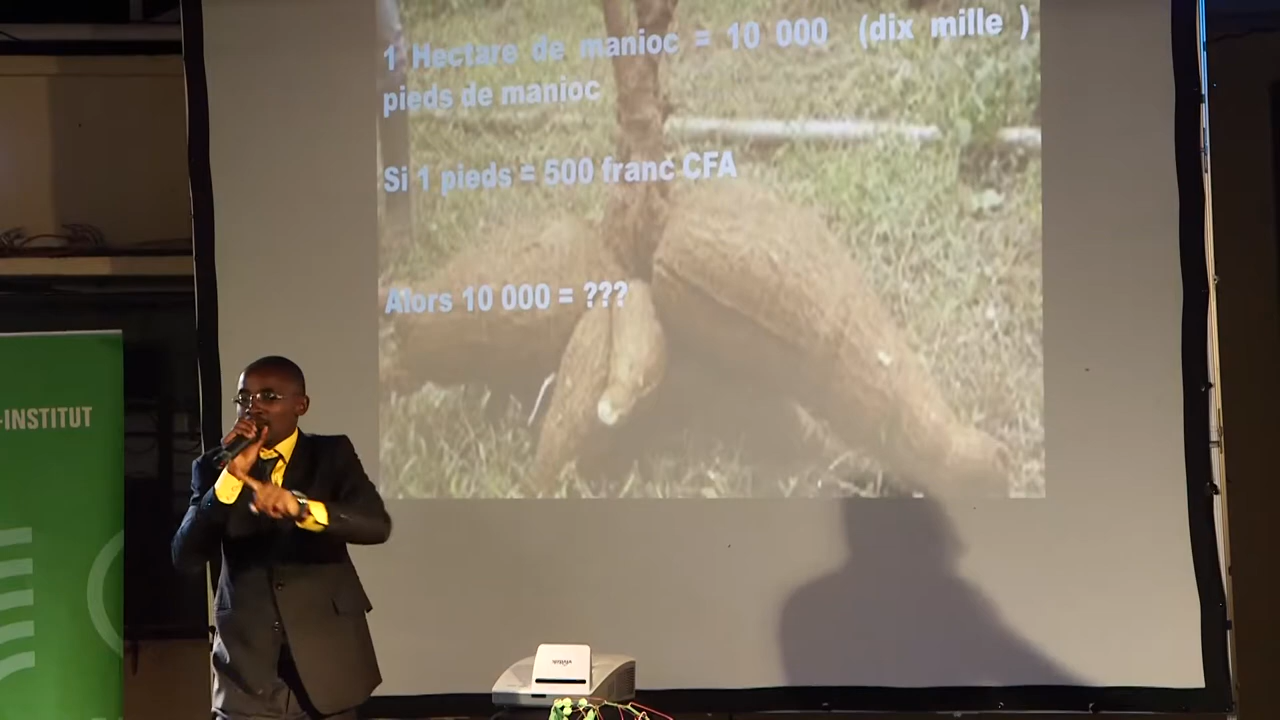 1 Hectare de manioc = 10 000 (dix mille )
pieds de manioc
Si 1 pieds = 500 franc CFA
Alors 10 000 = ???
-INSTITUT